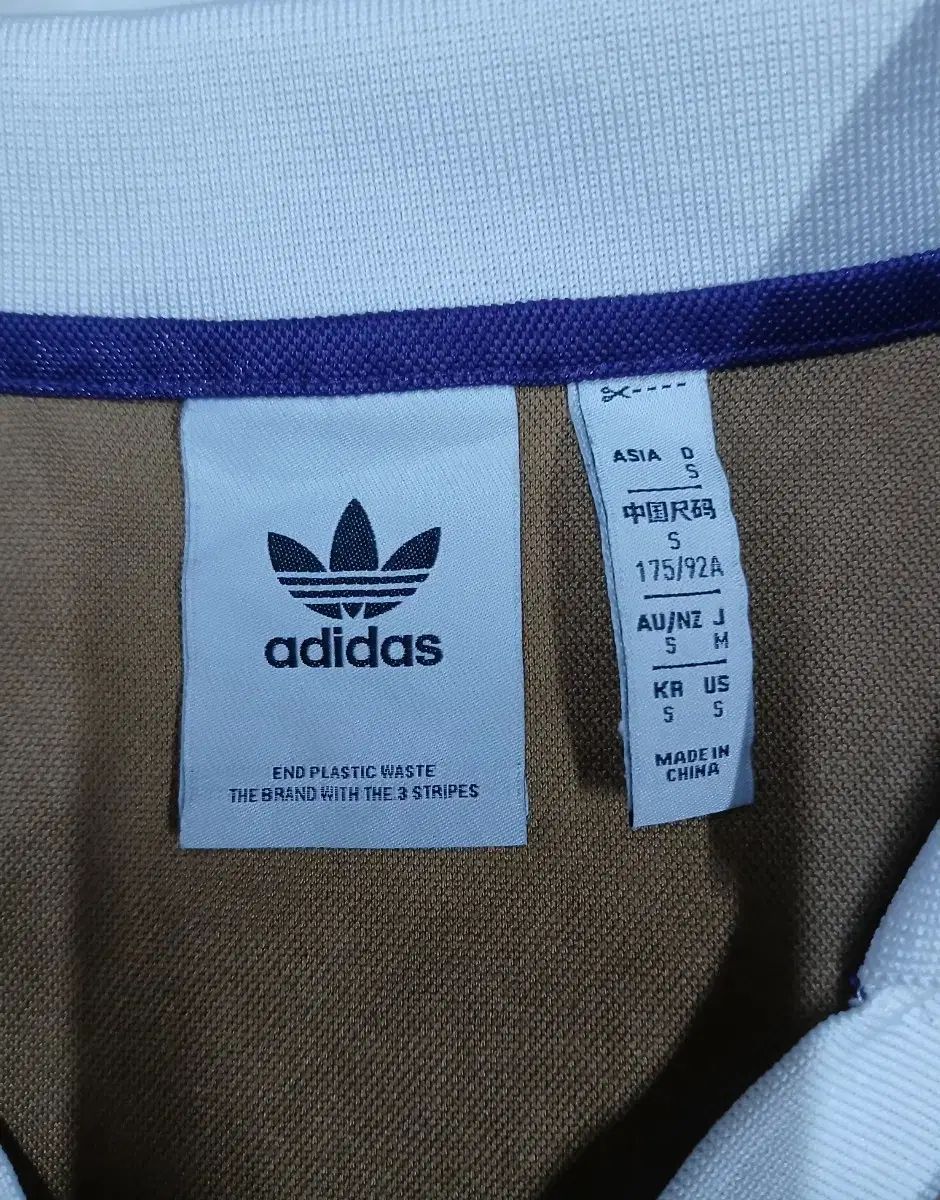 adidas
END PLASTIC WASTE
THE BRAND WITH THE 3 STRIPES
ASIA D
S
中国尺码
S
175/92A
AU/NZ J
S M
KR US
S S
MADE IN
CHINA